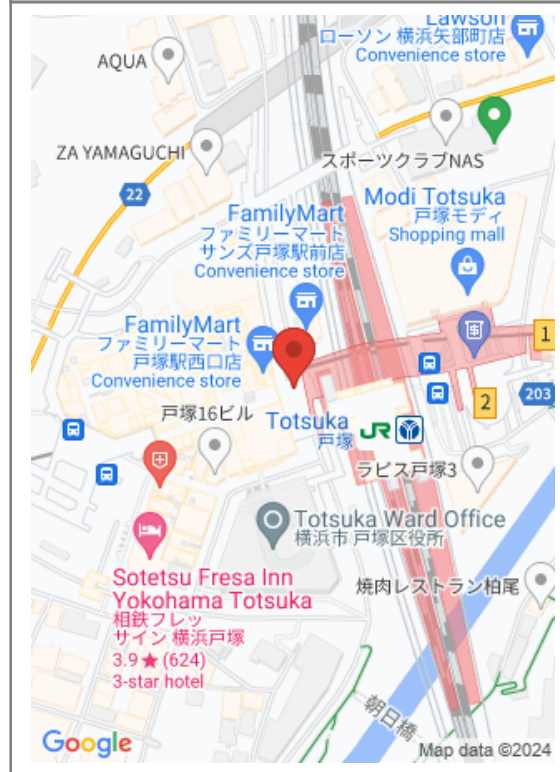 Lawson
ローソン 横浜矢部町店
Convenience store
AQUA
ZA YAMAGUCHI
スポーツクラブNAS
22
Modi Totsuka
戸塚モディ
Shopping mall
FamilyMart
ファミリーマート
サンズ戸塚駅前店
Convenience store
FamilyMart
ファミリーマート
戸塚駅西口店
Convenience store
1
2
203
戸塚16ビル
Totsuka
戸塚
JR
ラピス戸塚3
Totsuka Ward Office
横浜市 戸塚区役所
Sotetsu Fresa Inn
Yokohama Totsuka
相鉄フレッ
サイン 横浜戸塚
3.9★(624)
3-star hotel
焼肉レストラン柏尾
朝日橋
Google
Map data ©2024